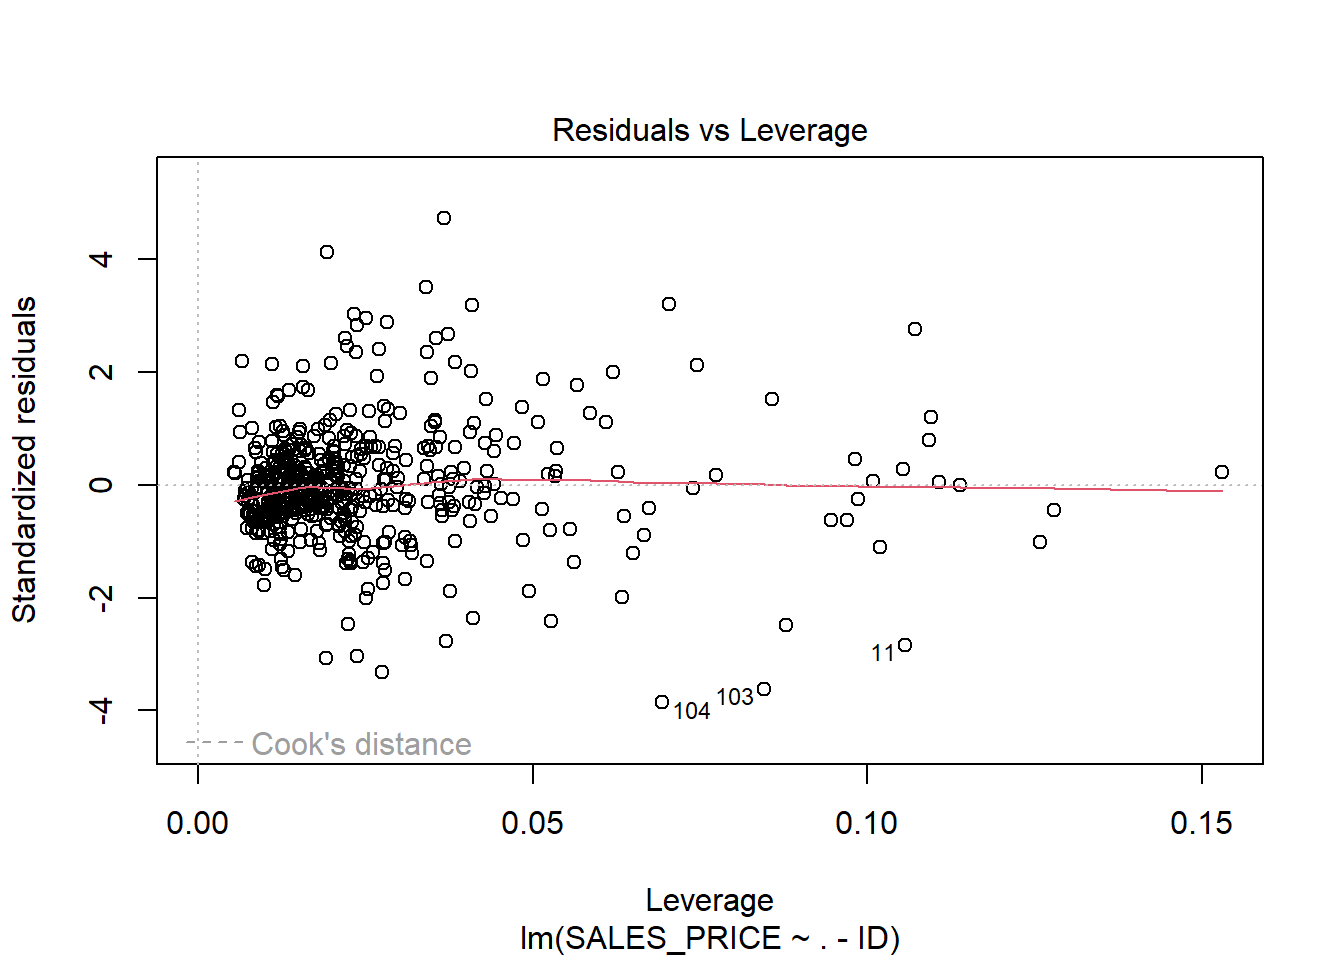 Residuals vs Leverage
Standardized residuals
4
2
0
-2
-4
11
103
104
Cook's distance
0.00 0.05 0.10 0.15
Leverage
lm(SALES_PRICE ~ . - ID)